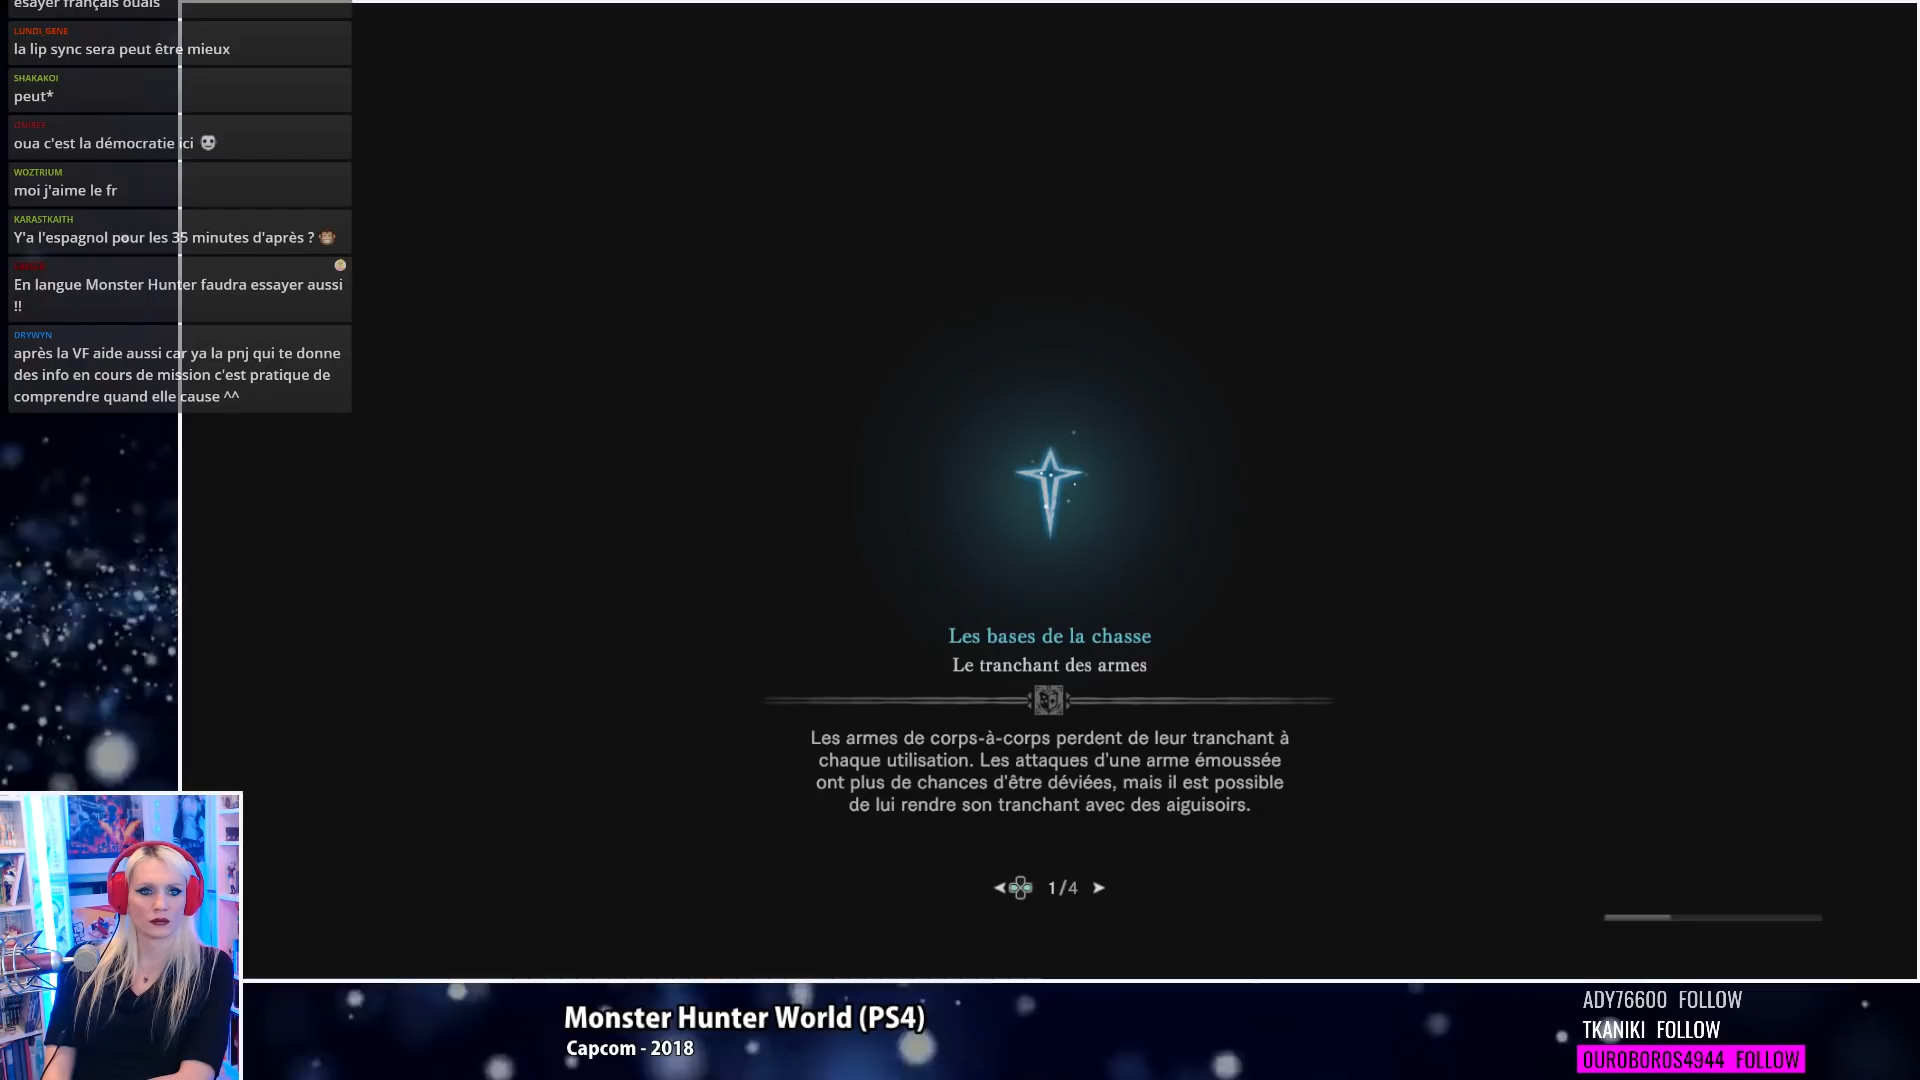 esayer français ouais
LUNDI_GENE
la lip sync sera peut être mieux
SHAKAKOI
peut*
ONIREE
oua c'est la démocratie ici
WOZTRIUM
moi j'aime le fr
KARASTKAITH
Y'a l'espagnol pour les 35 minutes d'après ?
En langue Monster Hunter faudra essayer aussi
!!
DRYWYN
après la VF aide aussi car ya la pnj qui te donne
des info en cours de mission c'est pratique de
comprendre quand elle cause ^^
Les bases de la chasse
Le tranchant des armes
Les armes de corps-à-corps perdent de leur tranchant à
chaque utilisation. Les attaques d'une arme émoussée
ont plus de chances d'être déviées, mais il est possible
de lui rendre son tranchant avec des aiguisoirs.
1/4
Monster Hunter World (PS4)
Capcom - 2018
ADY76600 FOLLOW
TKANIKI FOLLOW
OUROBOROS4944 FOLLOW